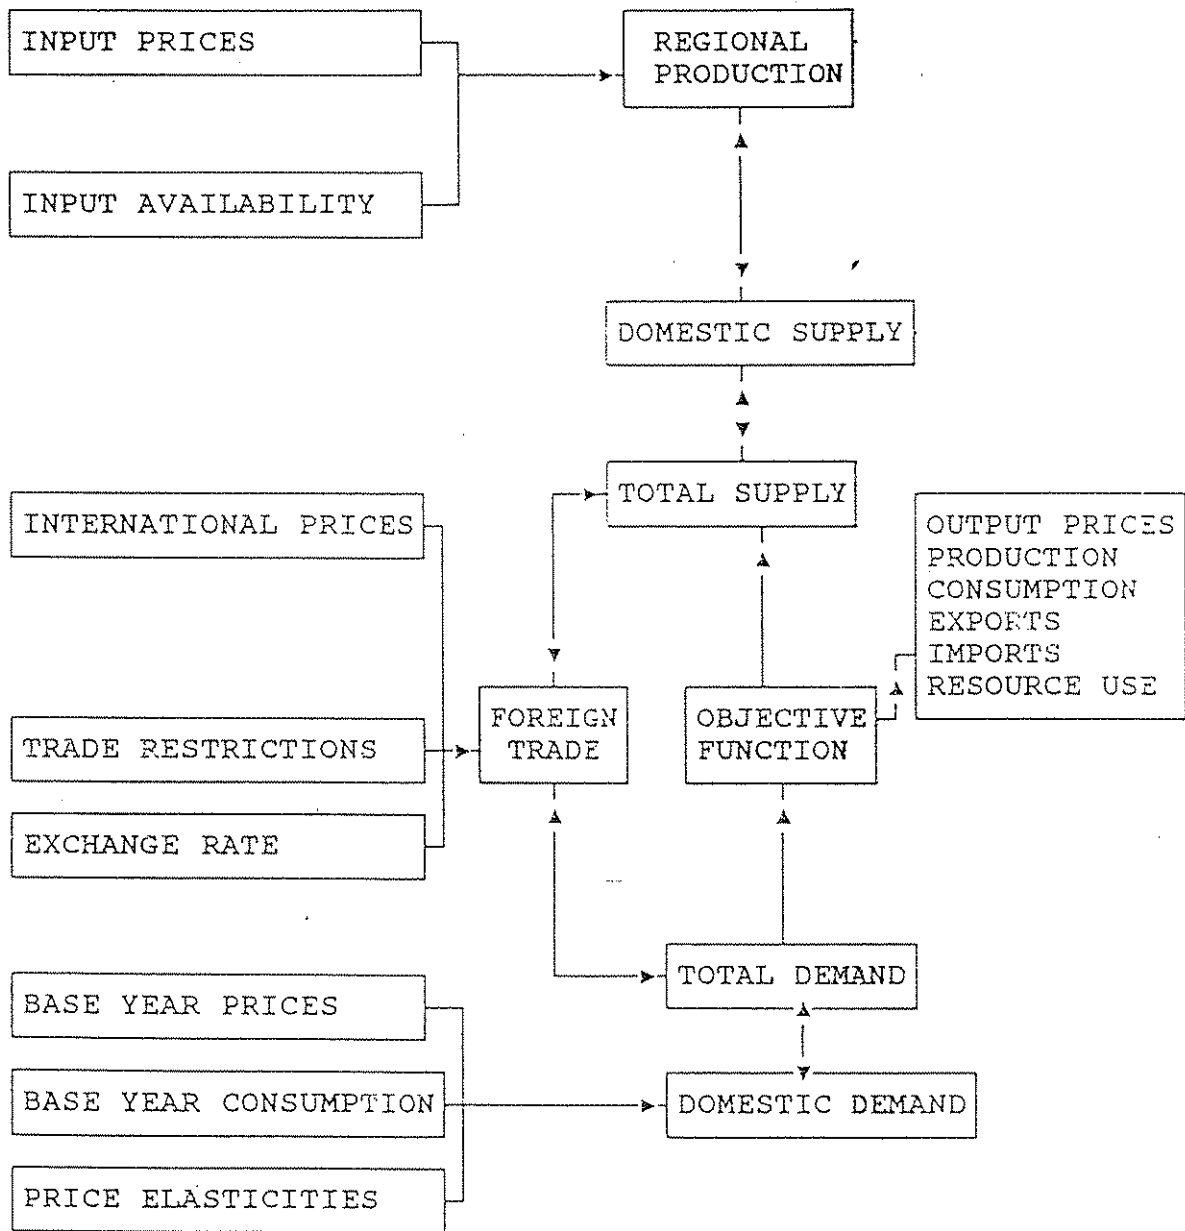 INPUT PRICES
REGIONAL
PRODUCTION
INPUT AVAILABILITY
DOMESTIC SUPPLY
TOTAL SUPPLY
INTERNATIONAL PRICES
OUTPUT PRICES
PRODUCTION
CONSUMPTION
EXPORTS
IMPORTS
RESOURCE USE
FOREIGN
TRADE
OBJECTIVE
FUNCTION
TRADE RESTRICTIONS
EXCHANGE RATE
TOTAL DEMAND
BASE YEAR PRICES
BASE YEAR CONSUMPTION
DOMESTIC DEMAND
PRICE ELASTICITIES